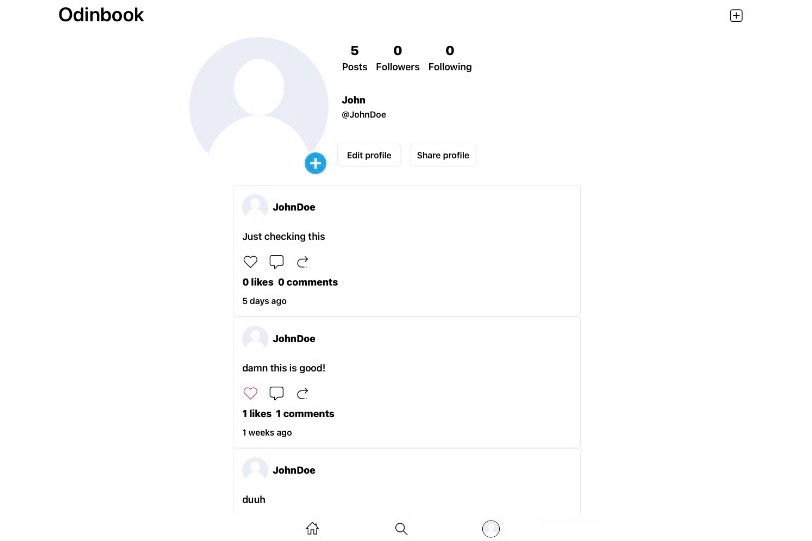 Odinbook
5 0 0
Posts Followers Following
John
@JohnDoe
Edit profile Share profile
JohnDoe
Just checking this
0 likes 0 comments
5 days ago
JohnDoe
damn this is good!
1 likes 1 comments
1 weeks ago
JohnDoe
duuh